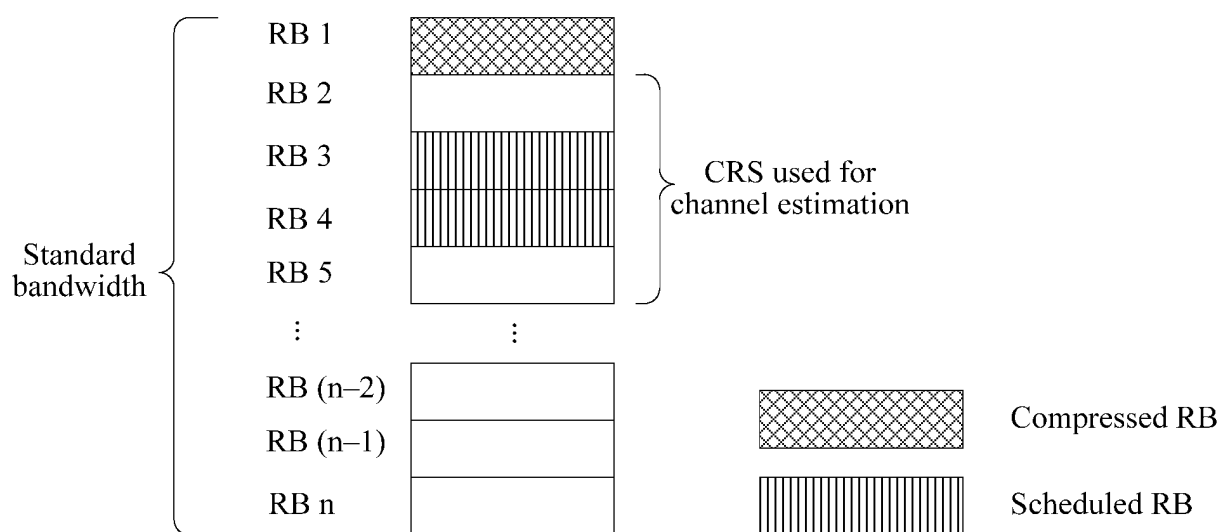 RB 1
RB 2
RB 3
RB 4
RB 5
⋮ ⋮
RB (n–2)
RB (n–1)
RB n
Standard
bandwidth
CRS used for
channel estimation
Compressed RB
Scheduled RB